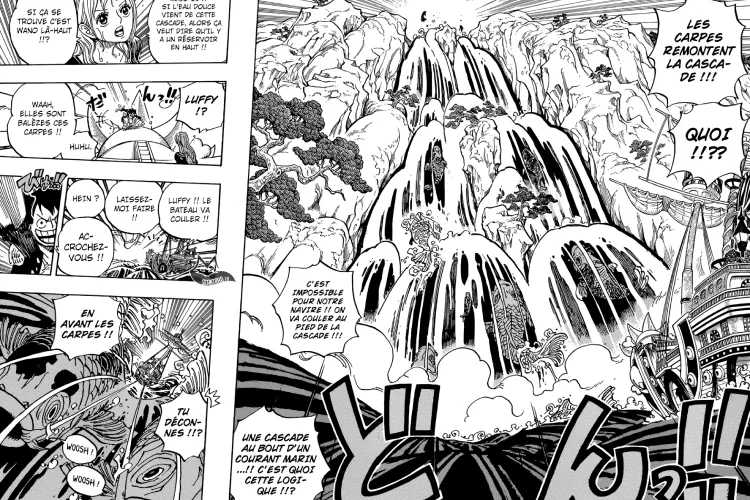 LES
CARPES
REMONTENT
LA CASCA-
DE !!!
QUOI
!!??
C'EST
IMPOSSIBLE
POUR NOTRE
NAVIRE !! ON
VA COULER AU
PIED DE LA
CASCADE !!!
UNE CASCADE
AU BOUT D'UN
COURANT MARIN
...!! C'EST QUOI
CETTE LOGI-
QUE !!?
ドン!!
SI L'EAU DOUCE
VIENT DE CETTE
CASCADE, ALORS ÇA
VEUT DIRE QU'IL Y
A UN RÉSERVOIR
EN HAUT !!
SI ÇA SE
TROUVE C'EST
WANO LÀ-HAUT
!!?
LUFFY
!?
WAAH,
ELLES SONT
BALÈZES CES
CARPES !!
HUHU.
LUFFY !! LE
BATEAU VA
COULER !!
LAISSEZ-
MOI FAIRE
!!
HEIN ?
AC-
CROCHEZ-
VOUS !!
EN
AVANT LES
CARPES !!
TU
DÉCON-
NES !!?
WOOSH !
WOOSH !